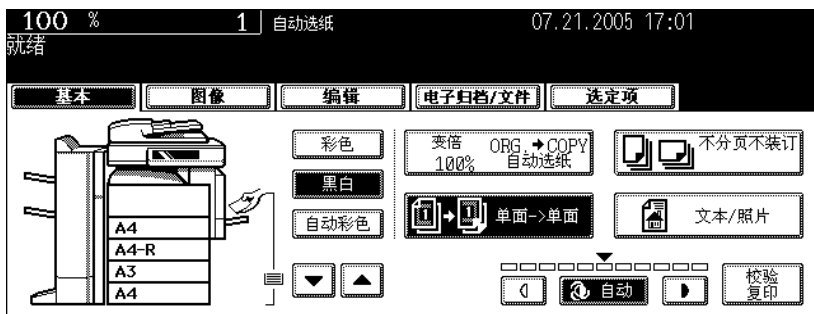 100 % 1 自动选纸 07.21.2005 17:01
就绪
基本 图像 编辑 电子归档/文件 选定项
彩色
黑白
自动彩色
变倍 ORG.➔COPY
100% 自动选纸
不分页不装订
1➔1 单面->单面
文本/照片
A4
A4-R
A3
A4
自动
校验
复印